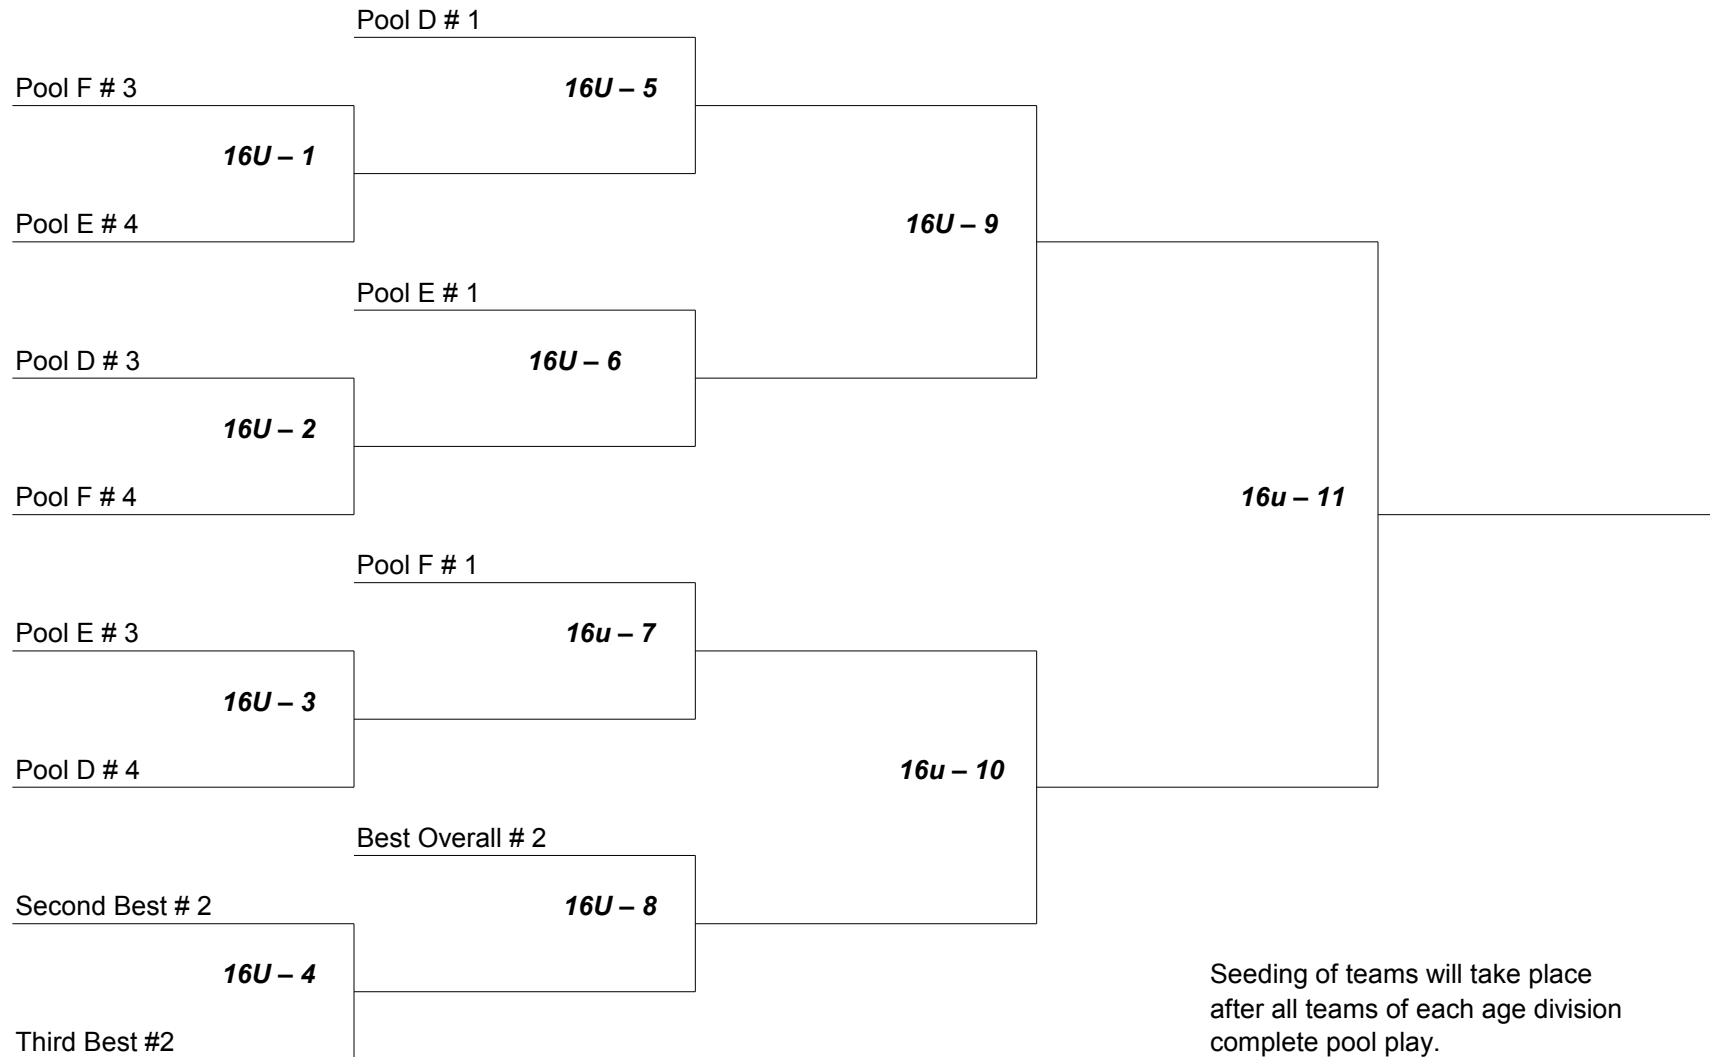 Pool D # 1
Pool F # 3
16U – 5
16U – 1
Pool E # 4
16U – 9
Pool E # 1
Pool D # 3
16U – 6
16U – 2
Pool F # 4
16u – 11
Pool F # 1
Pool E # 3
16u – 7
16U – 3
Pool D # 4
16u – 10
Best Overall # 2
Second Best # 2
16U – 8
16U – 4
Third Best #2
Seeding of teams will take place
after all teams of each age division
complete pool play.